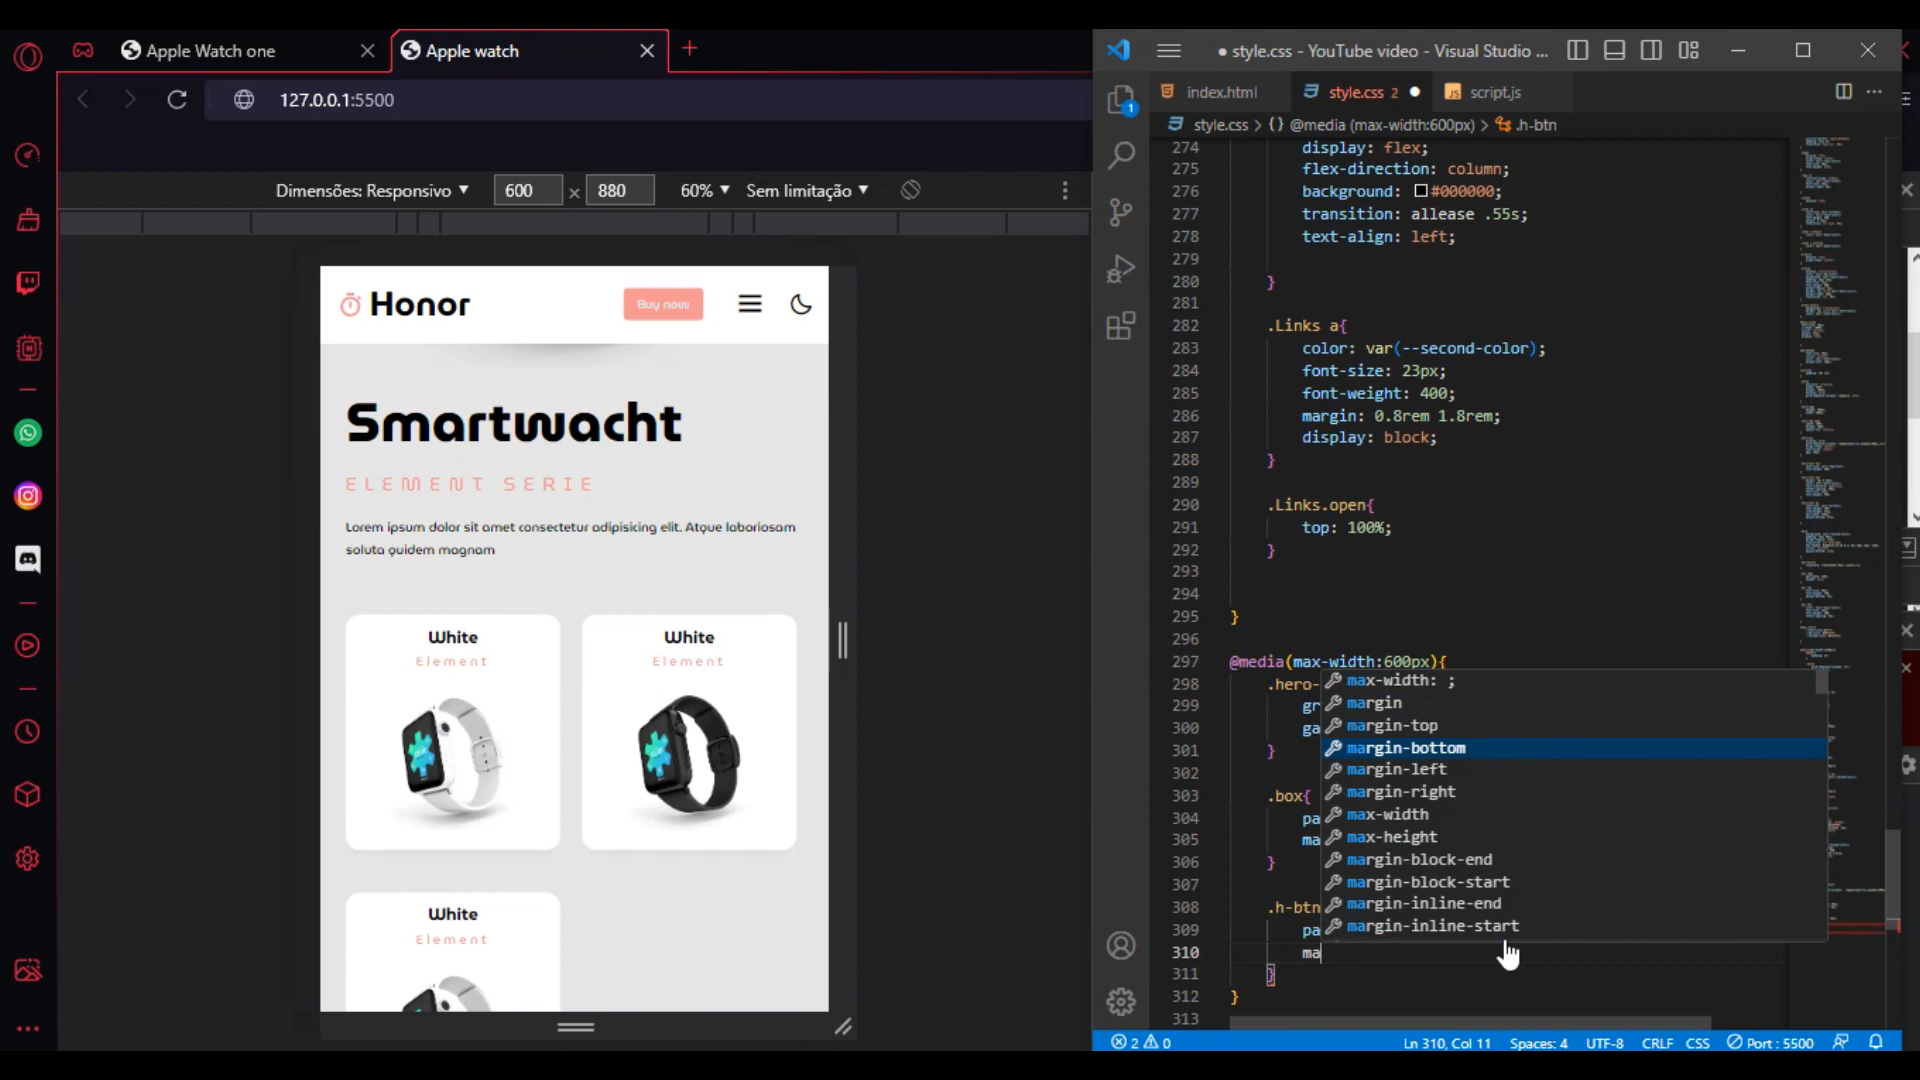 Apple Watch one
Apple watch
127.0.0.1:5500
Dimensões: Responsivo
600 × 880
60%
Sem limitação
Honor
Buy now
Smartwacht
ELEMENT SERIE
Lorem ipsum dolor sit amet consectetur adipisicing elit. Atque laboriosam
soluta quidem magnam
White
Element
White
Element
White
Element
style.css - YouTube video - Visual Studio ...
index.html
style.css 2
JS script.js
1
style.css > {} @media (max-width:600px) > .h-btn
274 display: flex;
275 flex-direction: column;
276 background: #000000;
277 transition: allease .55s;
278 text-align: left;
279
280 }
281
282 .Links a{
283 color: var(--second-color);
284 font-size: 23px;
285 font-weight: 400;
286 margin: 0.8rem 1.8rem;
287 display: block;
288 }
289
290 .Links.open{
291 top: 100%;
292 }
293
294
295 }
296
297 @media(max-width:600px){
298 .hero-
299 gr
300 ga
301 }
302
303 .box{
304 pa
305 ma
306 }
307
308 .h-btn
309 pa
310 ma
311 }
312 }
313
max-width: ;
margin
margin-top
margin-bottom
margin-left
margin-right
max-width
max-height
margin-block-end
margin-block-start
margin-inline-end
margin-inline-start
2 0
Ln 310, Col 11
Spaces: 4
UTF-8
CRLF
CSS
Port : 5500